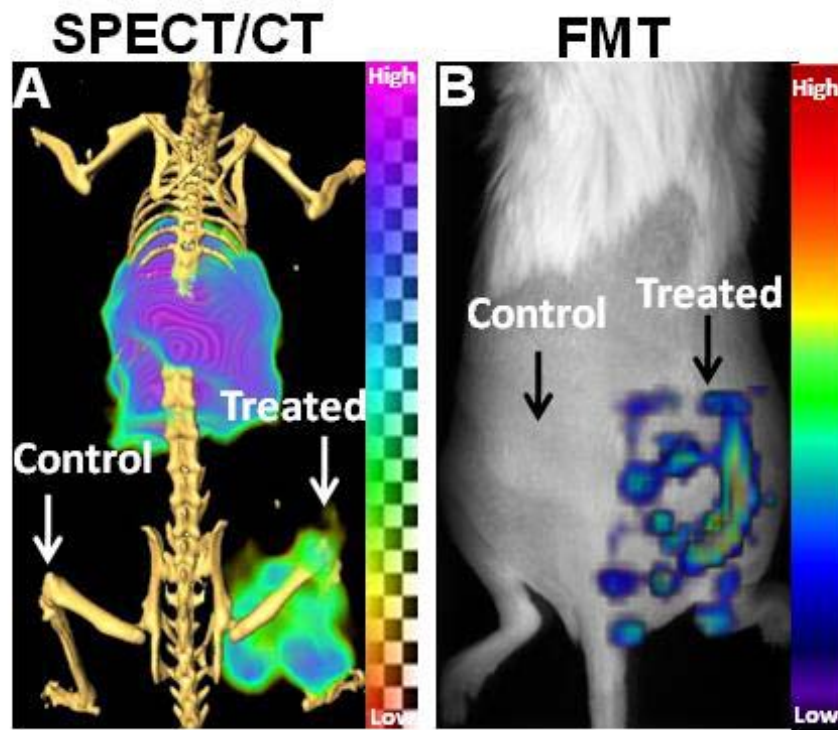 SPECT/CT
FMT
A
High
Treated
Control
Low
B
High
Treated
Control
Low